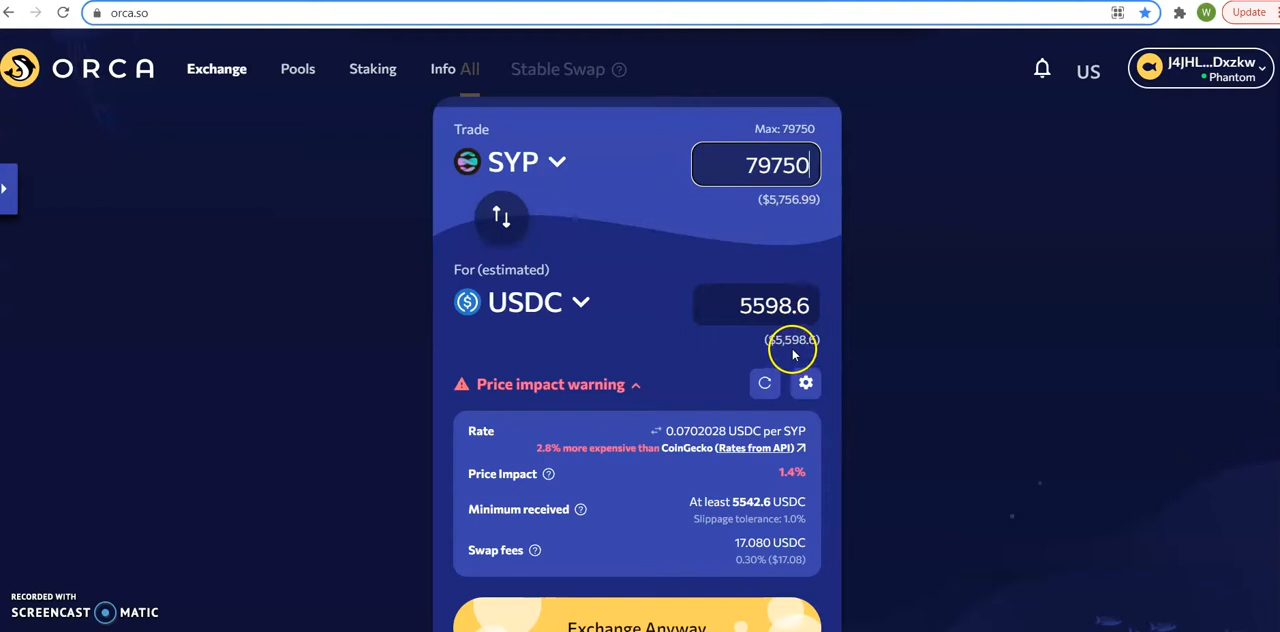 orca.so
W
Update
ORCA
Exchange
Pools
Staking
Info
All
Stable Swap ?
US
J4JHL...Dxzkw
Phantom
Trade
Max: 79750
SYP
79750
($5,756.99)
For (estimated)
USDC
5598.6
($5,598.6)
Price impact warning
Rate
0.0702028 USDC per SYP
2.8% more expensive than CoinGecko (Rates from API)
Price Impact ?
1.4%
Minimum received ?
At least 5542.6 USDC
Slippage tolerance: 1.0%
Swap fees ?
17.080 USDC
0.30% ($17.08)
Exchange Anyway
RECORDED WITH
SCREENCAST MATIC